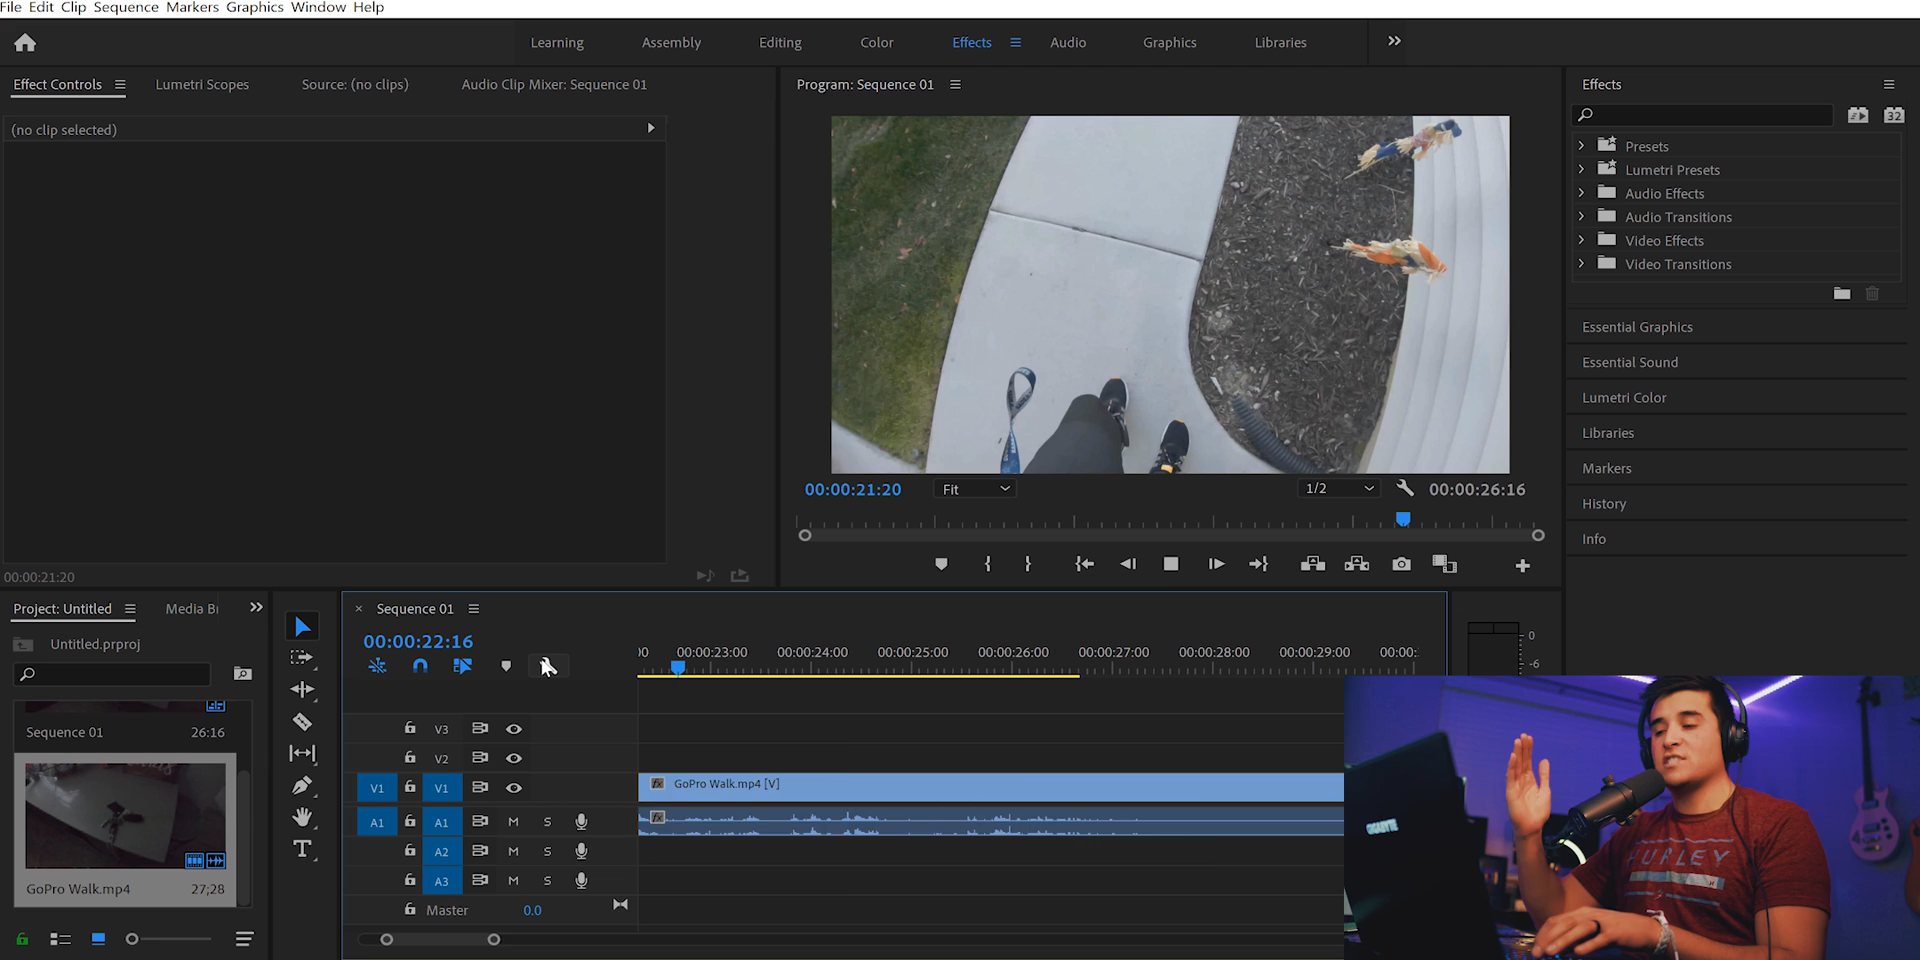 File Edit Clip Sequence Markers Graphics Window Help
Learning Assembly Editing Color Effects Audio Graphics Libraries
Effect Controls Lumetri Scopes Source: (no clips) Audio Clip Mixer: Sequence 01
(no clip selected)
00:00:21:20
Program: Sequence 01
00:00:21:20 Fit 1/2 00:00:26:16
Effects
32
Presets
Lumetri Presets
Audio Effects
Audio Transitions
Video Effects
Video Transitions
Essential Graphics
Essential Sound
Lumetri Color
Libraries
Markers
History
Info
Project: Untitled Media Br
Untitled.prproj
Sequence 01 26:16
GoPro Walk.mp4 27;28
T
× Sequence 01
00:00:22:16
00 00:00:23:00 00:00:24:00 00:00:25:00 00:00:26:00 00:00:27:00 00:00:28:00 00:00:29:00 00:00:
V3
V2
V1 V1 fx GoPro Walk.mp4 [V]
A1 A1 M S fx
A2 M S
A3 M S
Master 0.0
0
-6
GIGABYTE
HURLEY